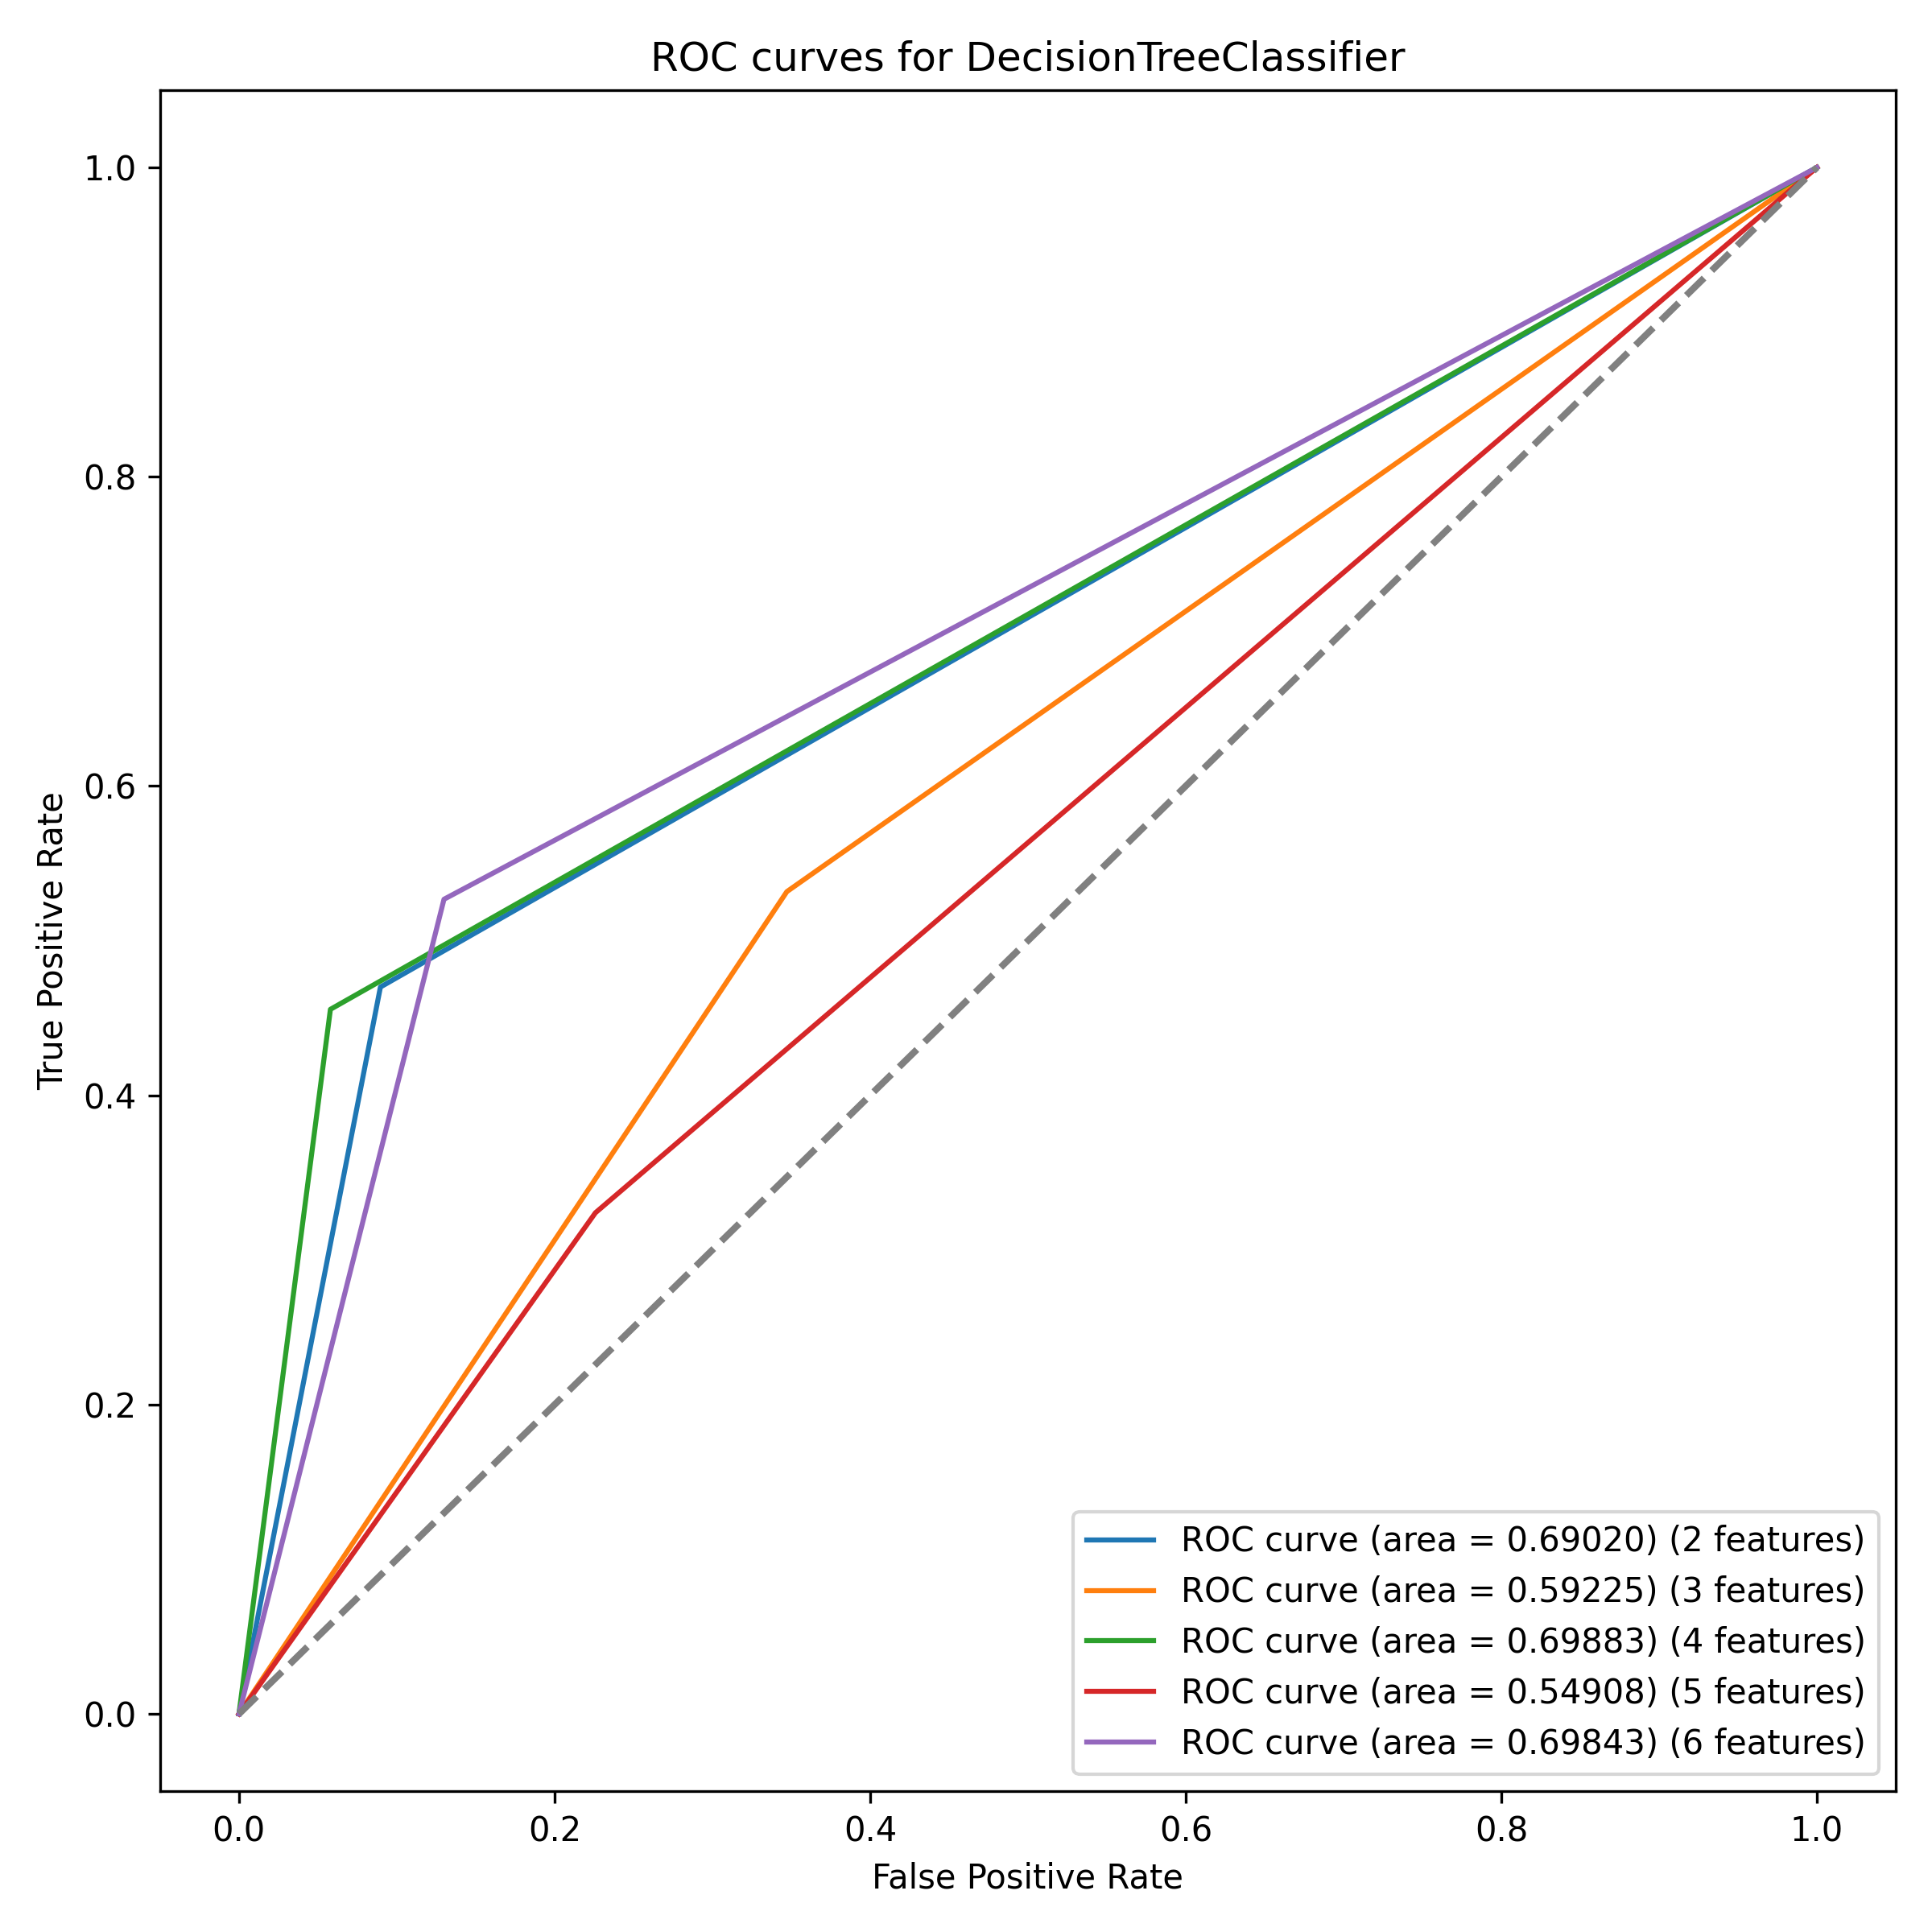 ROC curves for DecisionTreeClassifier
True Positive Rate
1.0
0.8
0.6
0.4
0.2
0.0
ROC curve (area = 0.69020) (2 features)
ROC curve (area = 0.59225) (3 features)
ROC curve (area = 0.69883) (4 features)
ROC curve (area = 0.54908) (5 features)
ROC curve (area = 0.69843) (6 features)
0.0 0.2 0.4 0.6 0.8 1.0
False Positive Rate